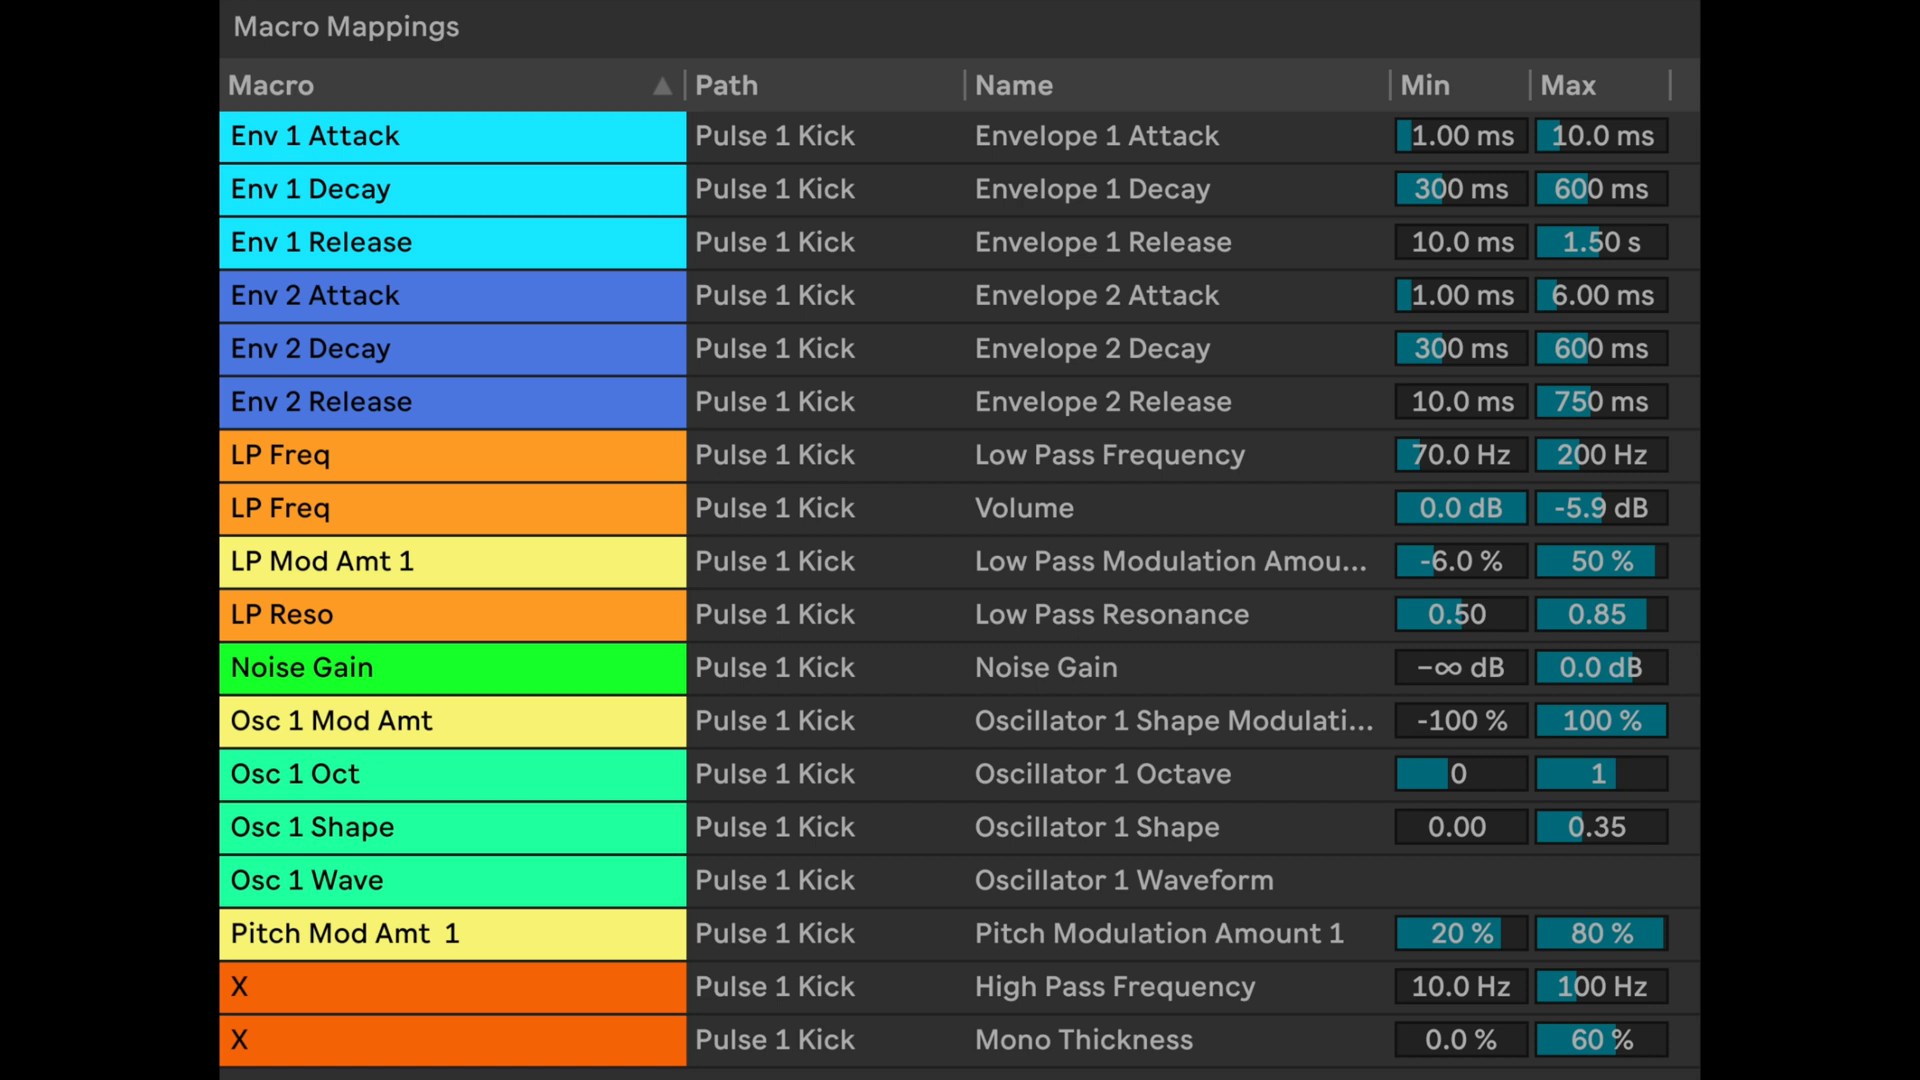 Macro Mappings
Macro Path Name Min Max
Env 1 Attack Pulse 1 Kick Envelope 1 Attack 1.00 ms 10.0 ms
Env 1 Decay Pulse 1 Kick Envelope 1 Decay 300 ms 600 ms
Env 1 Release Pulse 1 Kick Envelope 1 Release 10.0 ms 1.50 s
Env 2 Attack Pulse 1 Kick Envelope 2 Attack 1.00 ms 6.00 ms
Env 2 Decay Pulse 1 Kick Envelope 2 Decay 300 ms 600 ms
Env 2 Release Pulse 1 Kick Envelope 2 Release 10.0 ms 750 ms
LP Freq Pulse 1 Kick Low Pass Frequency 70.0 Hz 200 Hz
LP Freq Pulse 1 Kick Volume 0.0 dB -5.9 dB
LP Mod Amt 1 Pulse 1 Kick Low Pass Modulation Amou... -6.0 % 50 %
LP Reso Pulse 1 Kick Low Pass Resonance 0.50 0.85
Noise Gain Pulse 1 Kick Noise Gain −∞ dB 0.0 dB
Osc 1 Mod Amt Pulse 1 Kick Oscillator 1 Shape Modulati... -100 % 100 %
Osc 1 Oct Pulse 1 Kick Oscillator 1 Octave 0 1
Osc 1 Shape Pulse 1 Kick Oscillator 1 Shape 0.00 0.35
Osc 1 Wave Pulse 1 Kick Oscillator 1 Waveform
Pitch Mod Amt 1 Pulse 1 Kick Pitch Modulation Amount 1 20 % 80 %
X Pulse 1 Kick High Pass Frequency 10.0 Hz 100 Hz
X Pulse 1 Kick Mono Thickness 0.0 % 60 %